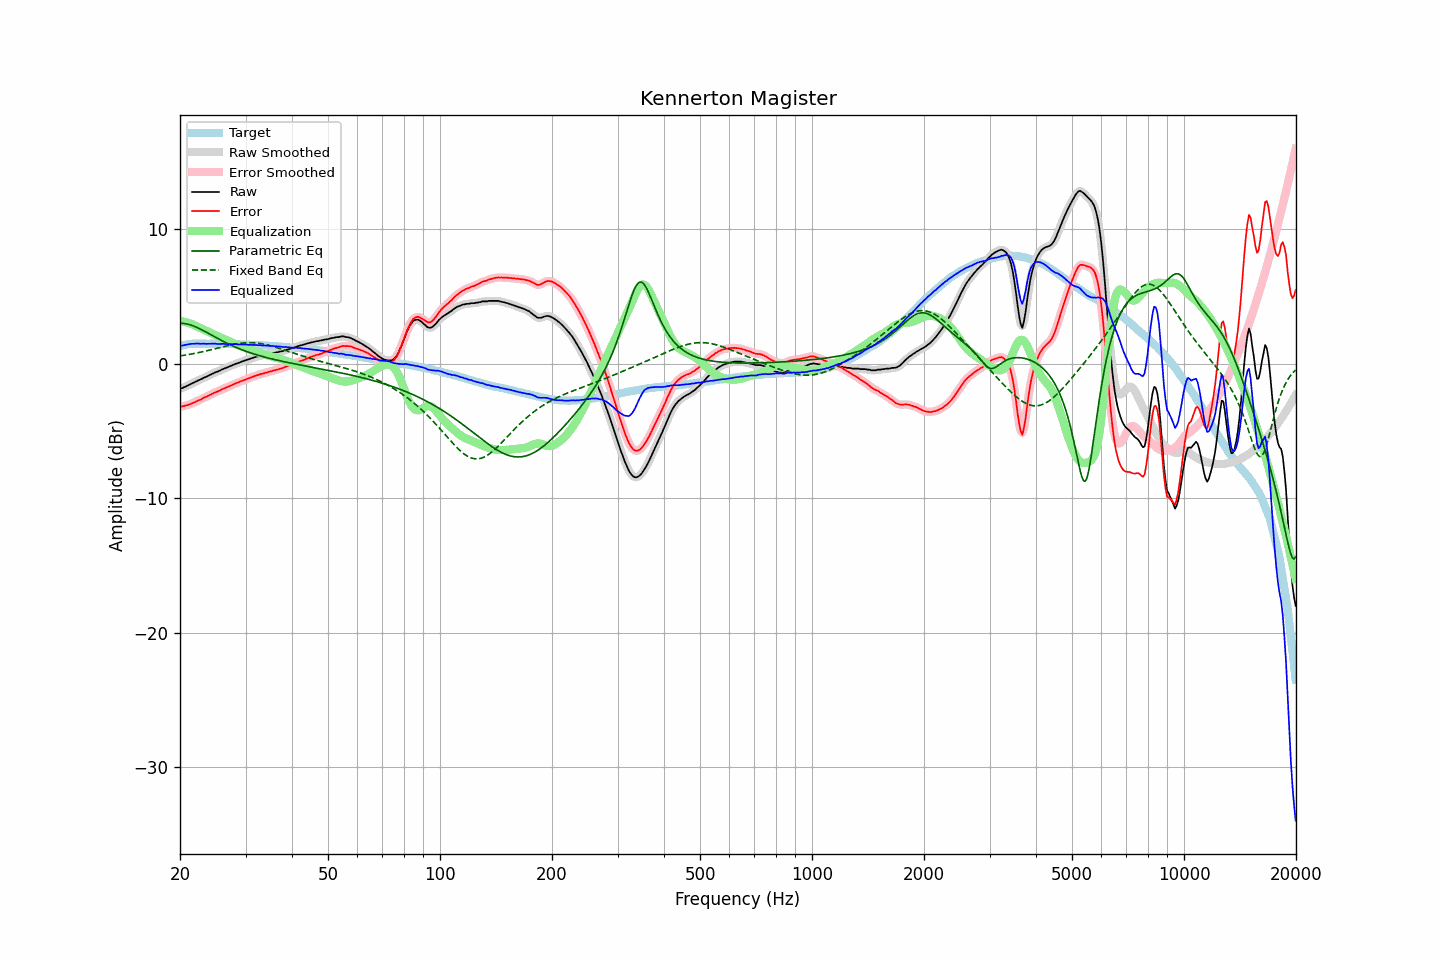 Kennerton Magister
Target
Raw Smoothed
Error Smoothed
Raw
Error
Equalization
Parametric Eq
Fixed Band Eq
Equalized
10
0
−10
−20
−30
Amplitude (dBr)
20 50 100 200 500 1000 2000 5000 10000 20000
Frequency (Hz)